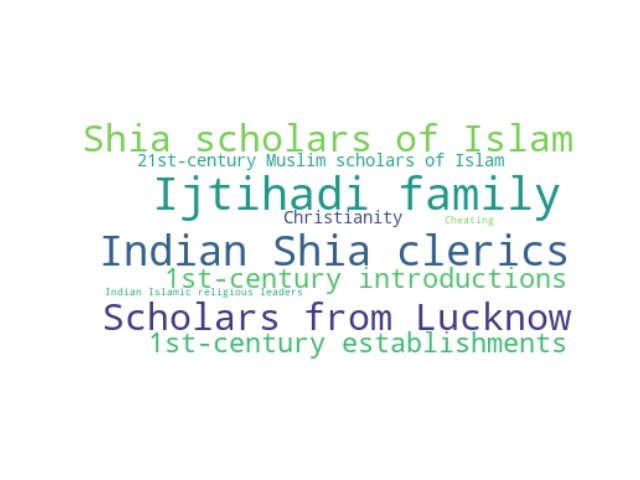 Shia scholars of Islam
21st-century Muslim scholars of Islam
Ijtihadi family
Christianity
Cheating
Indian Shia clerics
1st-century introductions
Indian Islamic religious leaders
Scholars from Lucknow
1st-century establishments